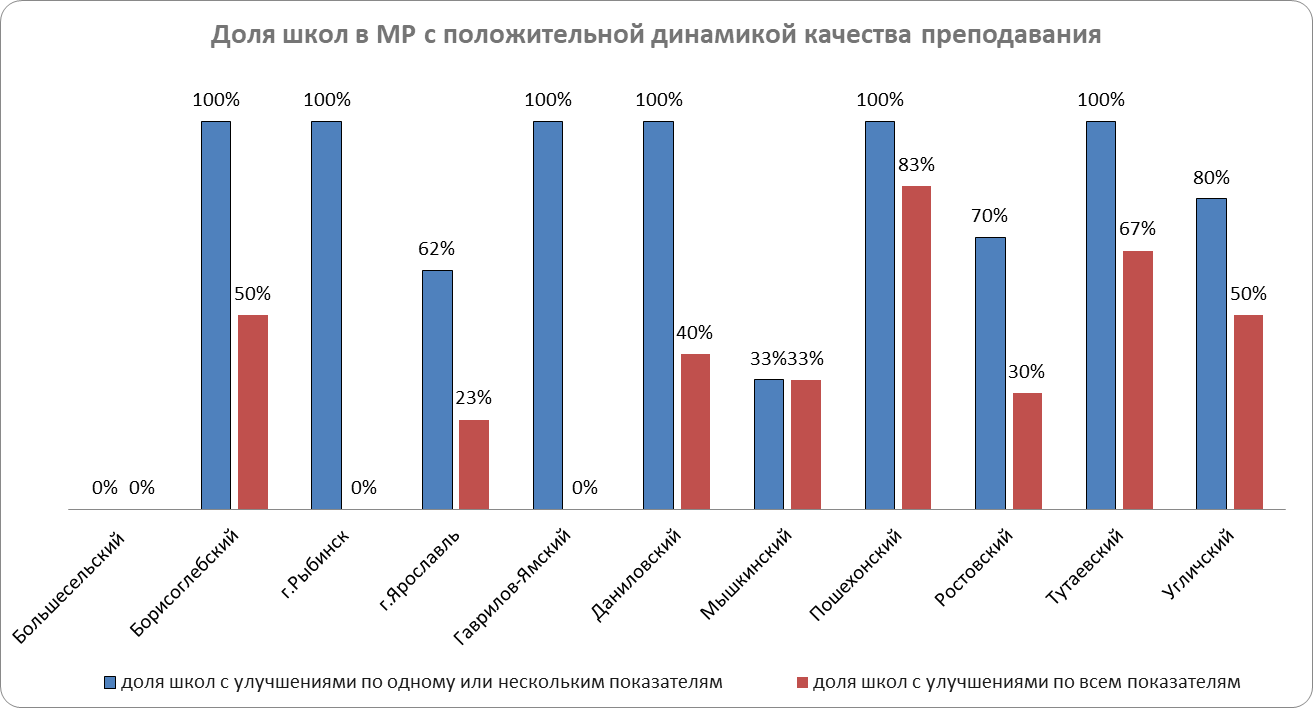 Доля школ в МР с положительной динамикой качества преподавания
0% 0%
100% 50%
100% 0%
62% 23%
100% 0%
100% 40%
33% 33%
100% 83%
70% 30%
100% 67%
80% 50%
Большесельский
Борисоглебский
г.Рыбинск
г.Ярославль
Гаврилов-Ямский
Даниловский
Мышкинский
Пошехонский
Ростовский
Тутаевский
Угличский
доля школ с улучшениями по одному или нескольким показателям
доля школ с улучшениями по всем показателям